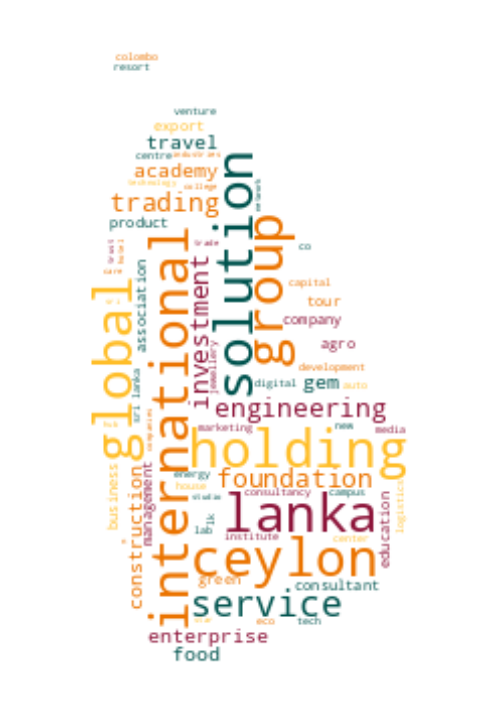 colombo
resort
venture
export
travel
centre industries
academy
technology college
trading
product
solution
network
group
trust
hotel
care
trade
co
international
investment
jewellery
association
global
capital
tour
company
agro
development
digital gem auto
sri lanka
engineering
hub
companies
marketing new media
holding
energy
foundation
business
management
construction
house
studio
consultancy campus
logistics
lanka
education
lk
lab
institute center
ceylon
green
consultant
service
eco tech
enterprise
food